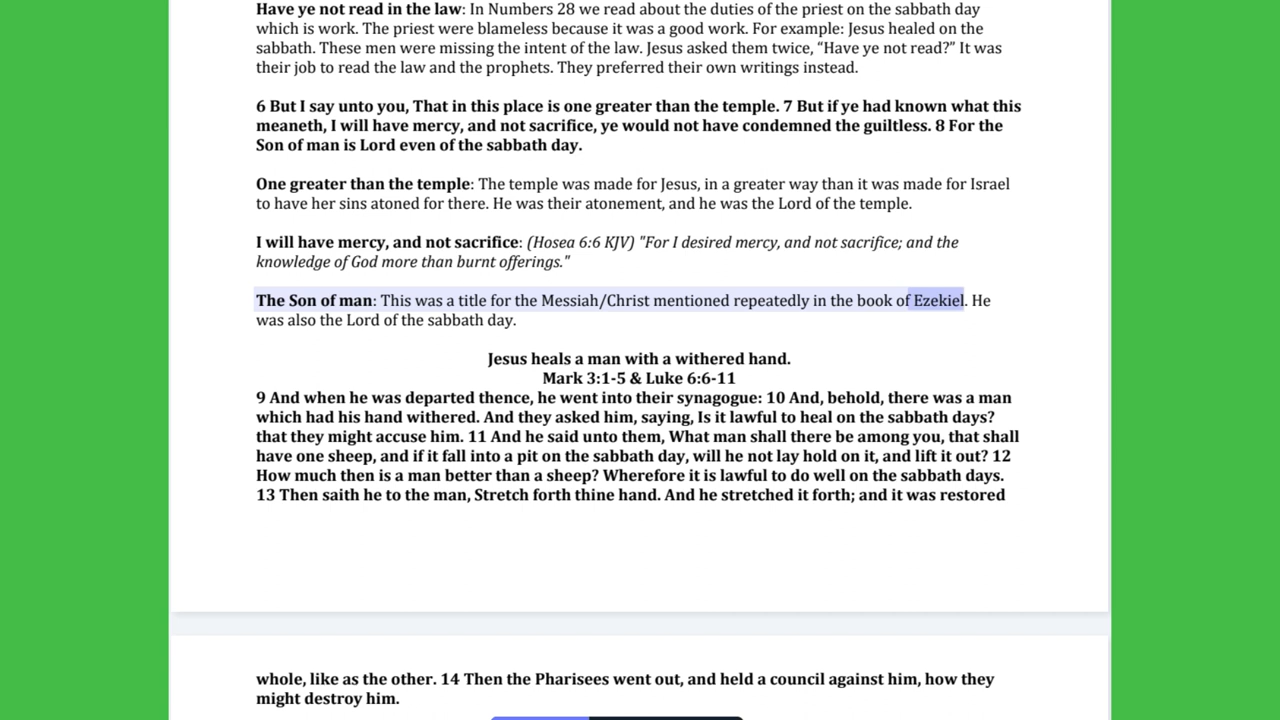 Have ye not read in the law: In Numbers 28 we read about the duties of the priest on the sabbath day
which is work. The priest were blameless because it was a good work. For example: Jesus healed on the
sabbath. These men were missing the intent of the law. Jesus asked them twice, “Have ye not read?” It was
their job to read the law and the prophets. They preferred their own writings instead.
6 But I say unto you, That in this place is one greater than the temple. 7 But if ye had known what this
meaneth, I will have mercy, and not sacrifice, ye would not have condemned the guiltless. 8 For the
Son of man is Lord even of the sabbath day.
One greater than the temple: The temple was made for Jesus, in a greater way than it was made for Israel
to have her sins atoned for there. He was their atonement, and he was the Lord of the temple.
I will have mercy, and not sacrifice: (Hosea 6:6 KJV) "For I desired mercy, and not sacrifice; and the
knowledge of God more than burnt offerings."
The Son of man: This was a title for the Messiah/Christ mentioned repeatedly in the book of Ezekiel. He
was also the Lord of the sabbath day.
Jesus heals a man with a withered hand.
Mark 3:1-5 & Luke 6:6-11
9 And when he was departed thence, he went into their synagogue: 10 And, behold, there was a man
which had his hand withered. And they asked him, saying, Is it lawful to heal on the sabbath days?
that they might accuse him. 11 And he said unto them, What man shall there be among you, that shall
have one sheep, and if it fall into a pit on the sabbath day, will he not lay hold on it, and lift it out? 12
How much then is a man better than a sheep? Wherefore it is lawful to do well on the sabbath days.
13 Then saith he to the man, Stretch forth thine hand. And he stretched it forth; and it was restored
whole, like as the other. 14 Then the Pharisees went out, and held a council against him, how they
might destroy him.